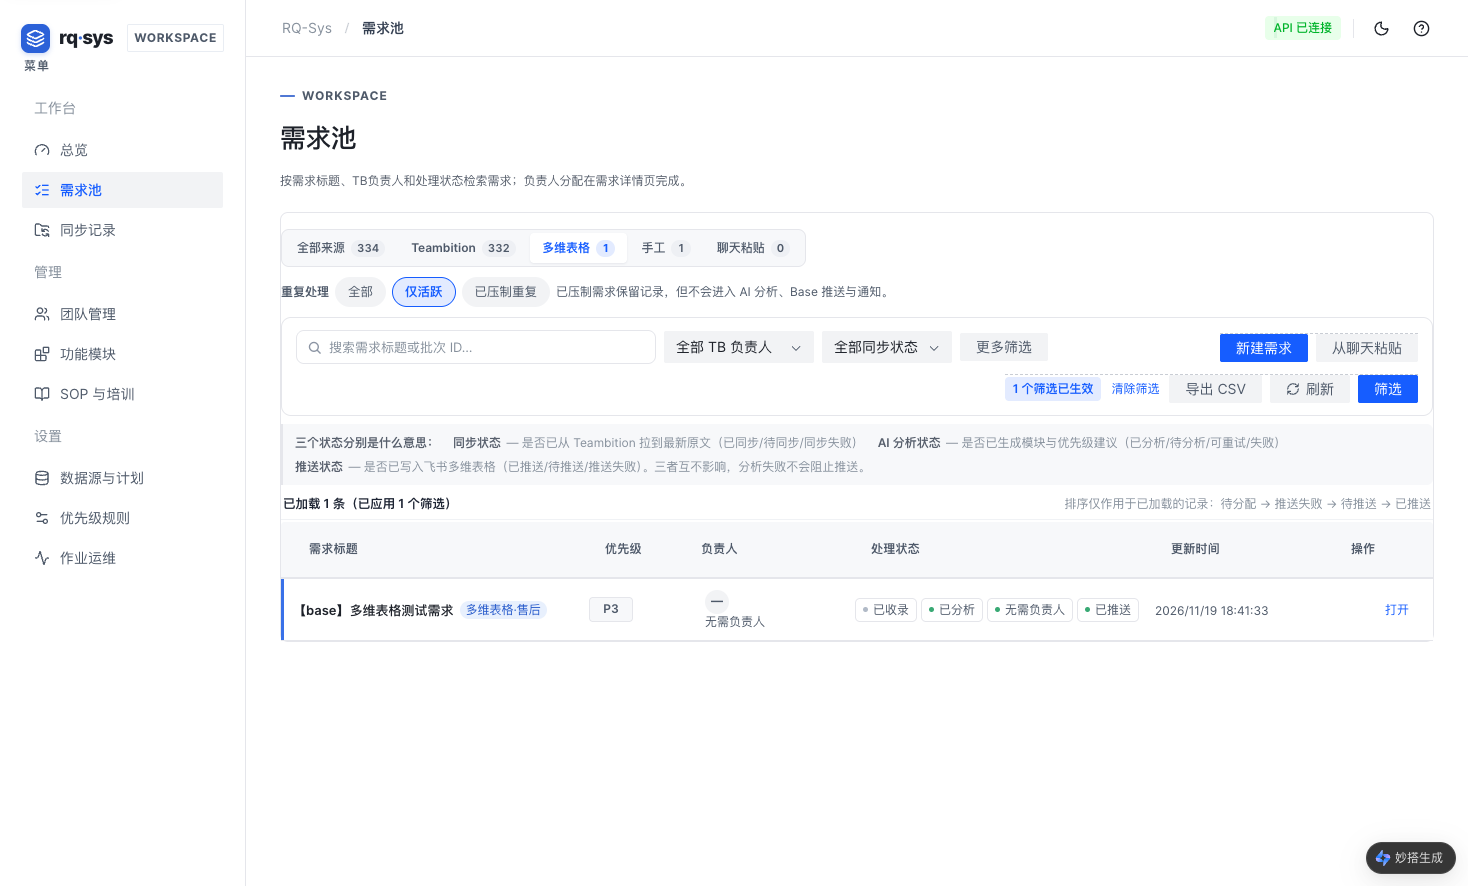 rq·sys WORKSPACE
菜单
工作台
总览
需求池
同步记录
管理
团队管理
功能模块
SOP 与培训
设置
数据源与计划
优先级规则
作业运维
RQ-Sys / 需求池
API 已连接
— WORKSPACE
需求池
按需求标题、TB负责人和处理状态检索需求；负责人分配在需求详情页完成。
全部来源 334 Teambition 332 多维表格 1 手工 1 聊天粘贴 0
重复处理 全部 仅活跃 已压制重复 已压制需求保留记录，但不会进入 AI 分析、Base 推送与通知。
搜索需求标题或批次 ID... 全部 TB 负责人 全部同步状态 更多筛选 新建需求 从聊天粘贴
1 个筛选已生效 清除筛选 导出 CSV 刷新 筛选
三个状态分别是什么意思： 同步状态 — 是否已从 Teambition 拉到最新原文（已同步/待同步/同步失败） AI 分析状态 — 是否已生成模块与优先级建议（已分析/待分析/可重试/失败）
推送状态 — 是否已写入飞书多维表格（已推送/待推送/推送失败）。三者互不影响，分析失败不会阻止推送。
已加载 1 条（已应用 1 个筛选） 排序仅作用于已加载的记录：待分配 → 推送失败 → 待推送 → 已推送
需求标题 优先级 负责人 处理状态 更新时间 操作
【base】多维表格测试需求 多维表格·售后 P3 — 无需负责人 已收录 已分析 无需负责人 已推送 2026/11/19 18:41:33 打开
妙搭生成